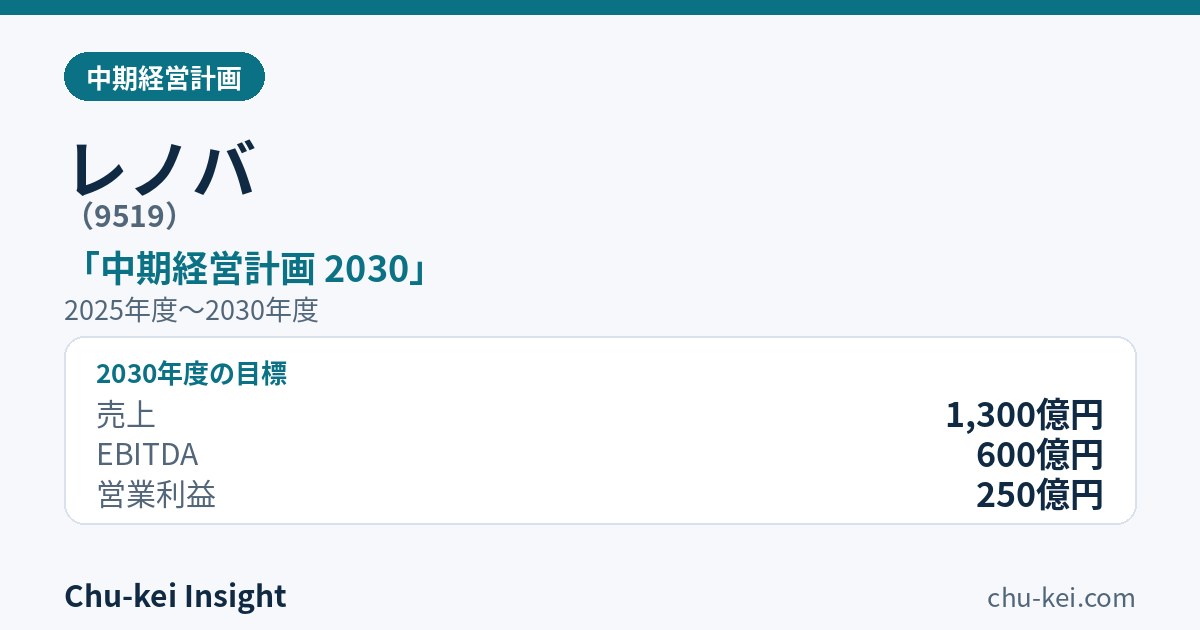 中期経営計画
レノバ
（9519）
「中期経営計画 2030」
2025年度～2030年度
2030年度の目標
売上 1,300億円
EBITDA 600億円
営業利益 250億円
Chu-kei Insight chu-kei.com